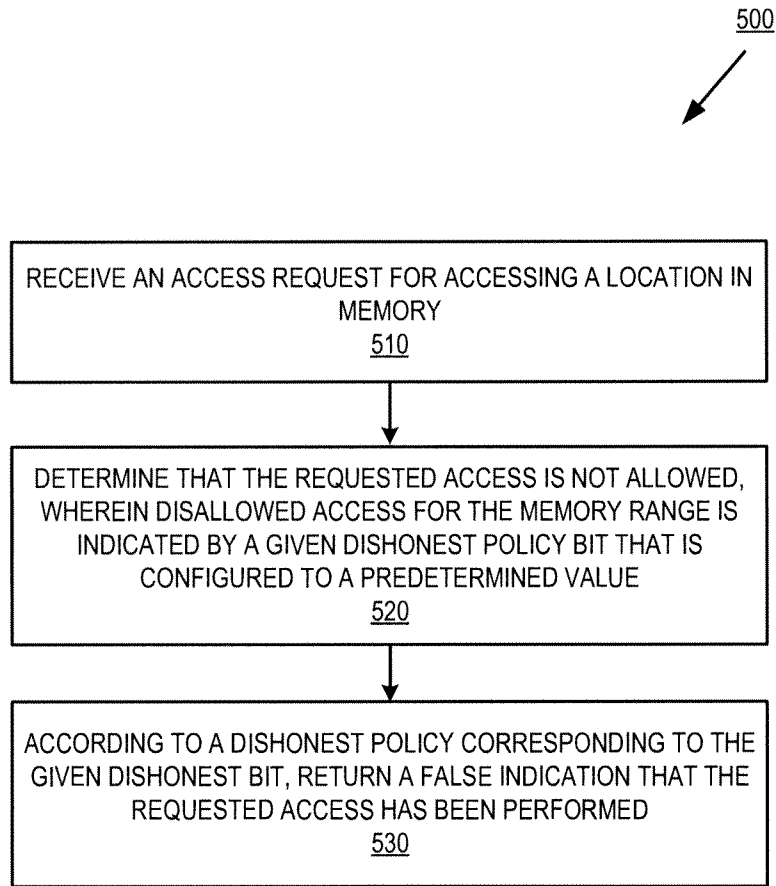 500
RECEIVE AN ACCESS REQUEST FOR ACCESSING A LOCATION IN
MEMORY
510
DETERMINE THAT THE REQUESTED ACCESS IS NOT ALLOWED,
WHEREIN DISALLOWED ACCESS FOR THE MEMORY RANGE IS
INDICATED BY A GIVEN DISHONEST POLICY BIT THAT IS
CONFIGURED TO A PREDETERMINED VALUE
520
ACCORDING TO A DISHONEST POLICY CORRESPONDING TO THE
GIVEN DISHONEST BIT, RETURN A FALSE INDICATION THAT THE
REQUESTED ACCESS HAS BEEN PERFORMED
530